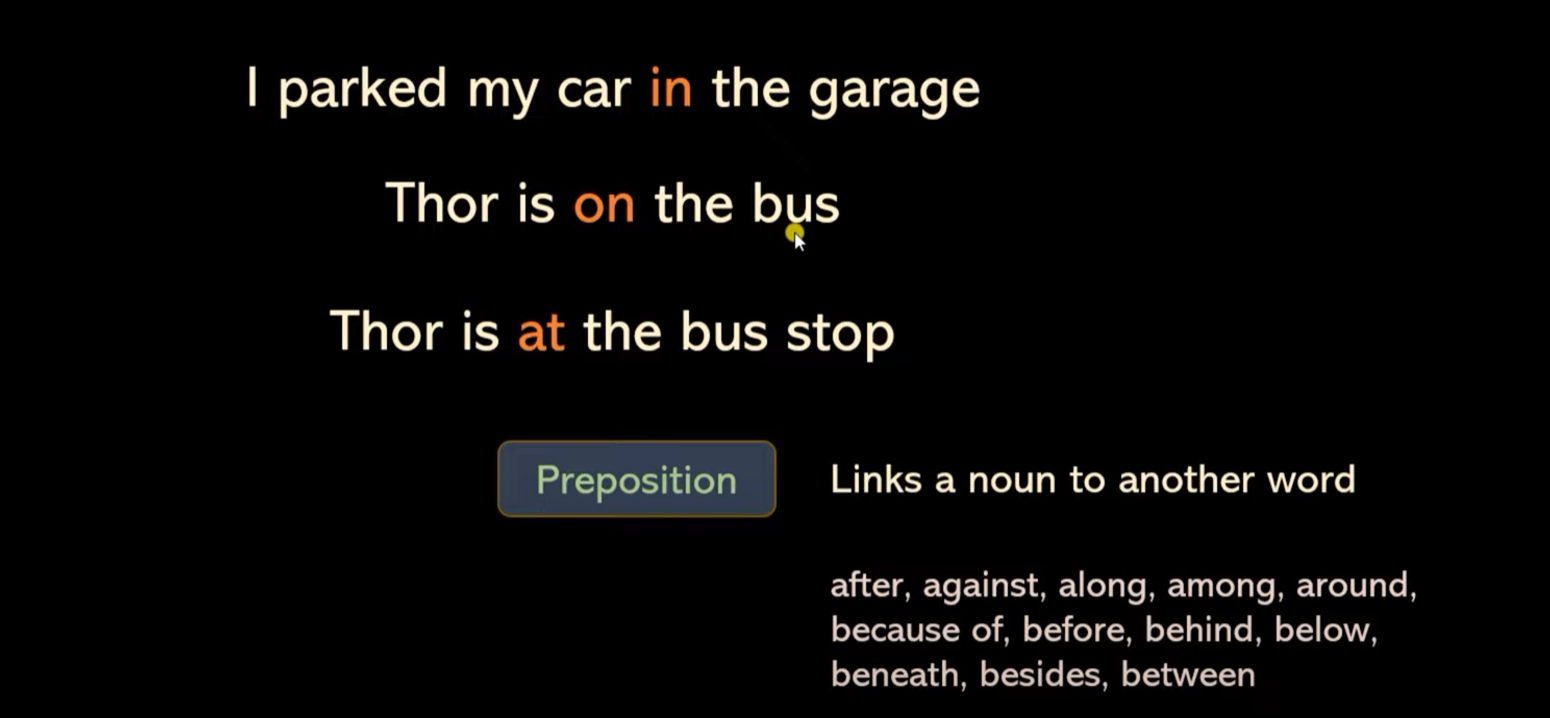 I parked my car in the garage
Thor is on the bus
Thor is at the bus stop
Preposition
Links a noun to another word
after, against, along, among, around,
because of, before, behind, below,
beneath, besides, between